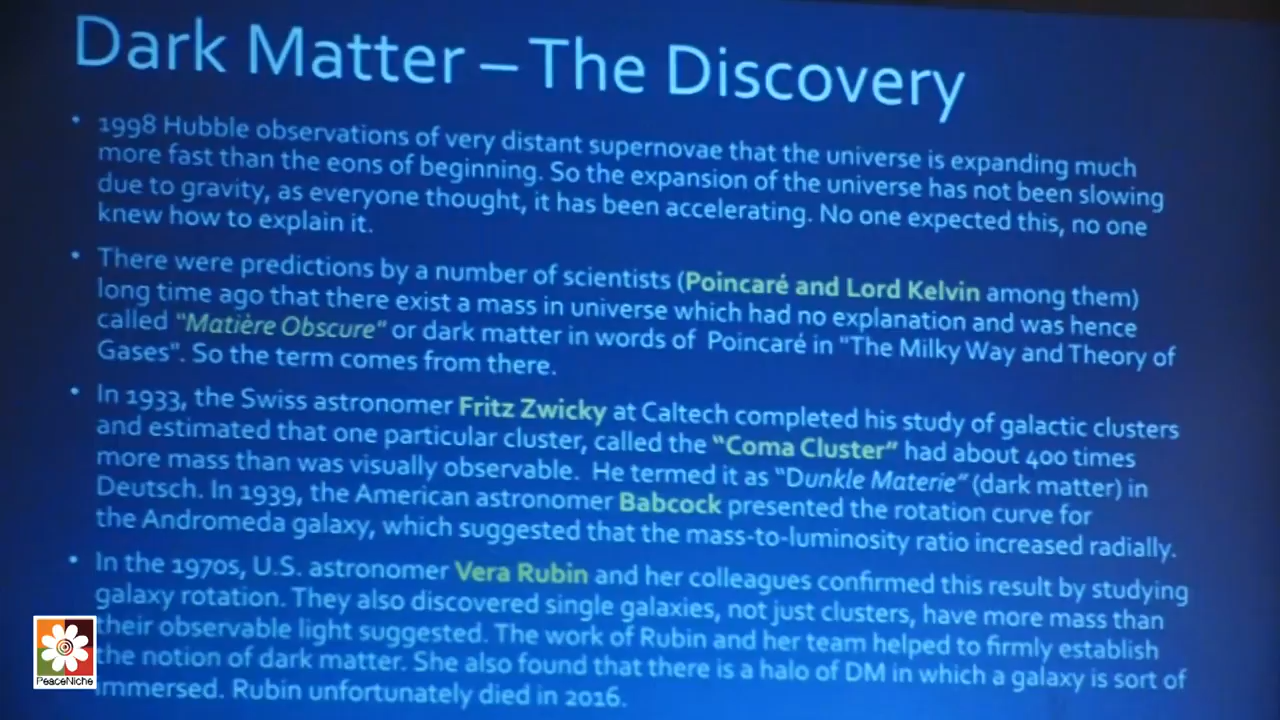 Dark Matter – The Discovery
• 1998 Hubble observations of very distant supernovae that the universe is expanding much
more fast than the eons of beginning. So the expansion of the universe has not been slowing
due to gravity, as everyone thought, it has been accelerating. No one expected this, no one
knew how to explain it.
• There were predictions by a number of scientists (Poincaré and Lord Kelvin among them)
long time ago that there exist a mass in universe which had no explanation and was hence
called "Matière Obscure" or dark matter in words of Poincaré in "The Milky Way and Theory of
Gases". So the term comes from there.
• In 1933, the Swiss astronomer Fritz Zwicky at Caltech completed his study of galactic clusters
and estimated that one particular cluster, called the "Coma Cluster" had about 400 times
more mass than was visually observable. He termed it as "Dunkle Materie" (dark matter) in
Deutsch. In 1939, the American astronomer Babcock presented the rotation curve for
the Andromeda galaxy, which suggested that the mass-to-luminosity ratio increased radially.
• In the 1970s, U.S. astronomer Vera Rubin and her colleagues confirmed this result by studying
galaxy rotation. They also discovered single galaxies, not just clusters, have more mass than
their observable light suggested. The work of Rubin and her team helped to firmly establish
the notion of dark matter. She also found that there is a halo of DM in which a galaxy is sort of
immersed. Rubin unfortunately died in 2016.
PeaceNiche